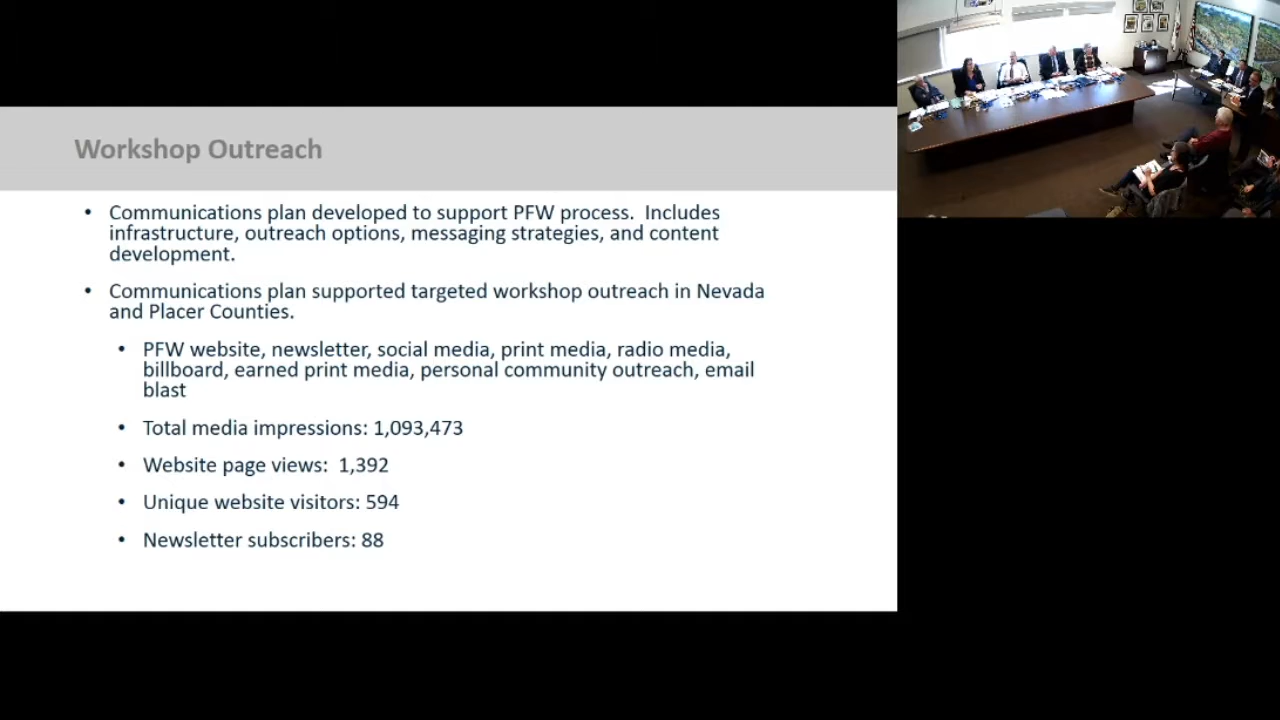 Workshop Outreach
• Communications plan developed to support PFW process.  Includes
infrastructure, outreach options, messaging strategies, and content
development.
• Communications plan supported targeted workshop outreach in Nevada
and Placer Counties.
• PFW website, newsletter, social media, print media, radio media,
billboard, earned print media, personal community outreach, email
blast
• Total media impressions: 1,093,473
• Website page views:  1,392
• Unique website visitors: 594
• Newsletter subscribers: 88